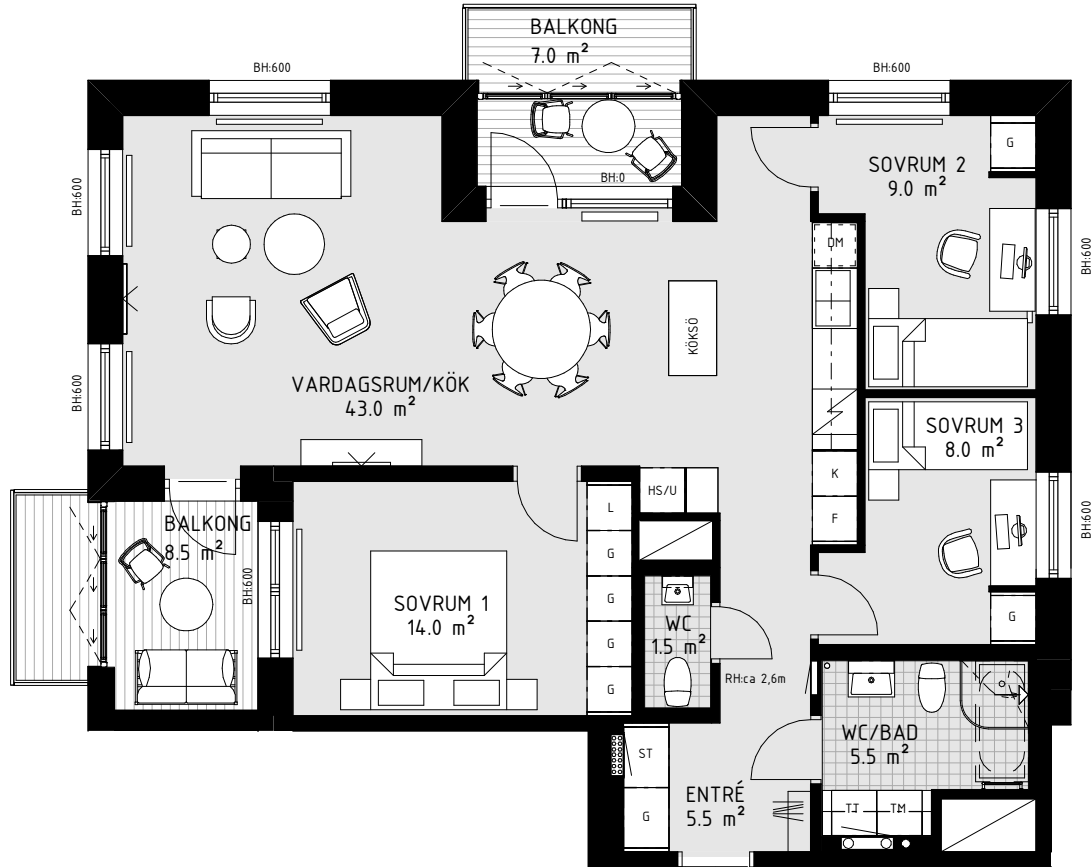 BALKONG
7.0 m²
BH:600
BH:600
SOVRUM 2
9.0 m²
G
BH:0
BH:600
BH:600
DM
KÖKSÖ
VARDAGSRUM/KÖK
43.0 m²
BH:600
SOVRUM 3
8.0 m²
K
F
HS/U
BH:600
BALKONG
8.5 m²
BH:600
L
G
G
G
G
SOVRUM 1
14.0 m²
WC
1.5 m²
G
RH:ca 2,6m
WC/BAD
5.5 m²
ST
G
ENTRÉ
5.5 m²
TT
TM